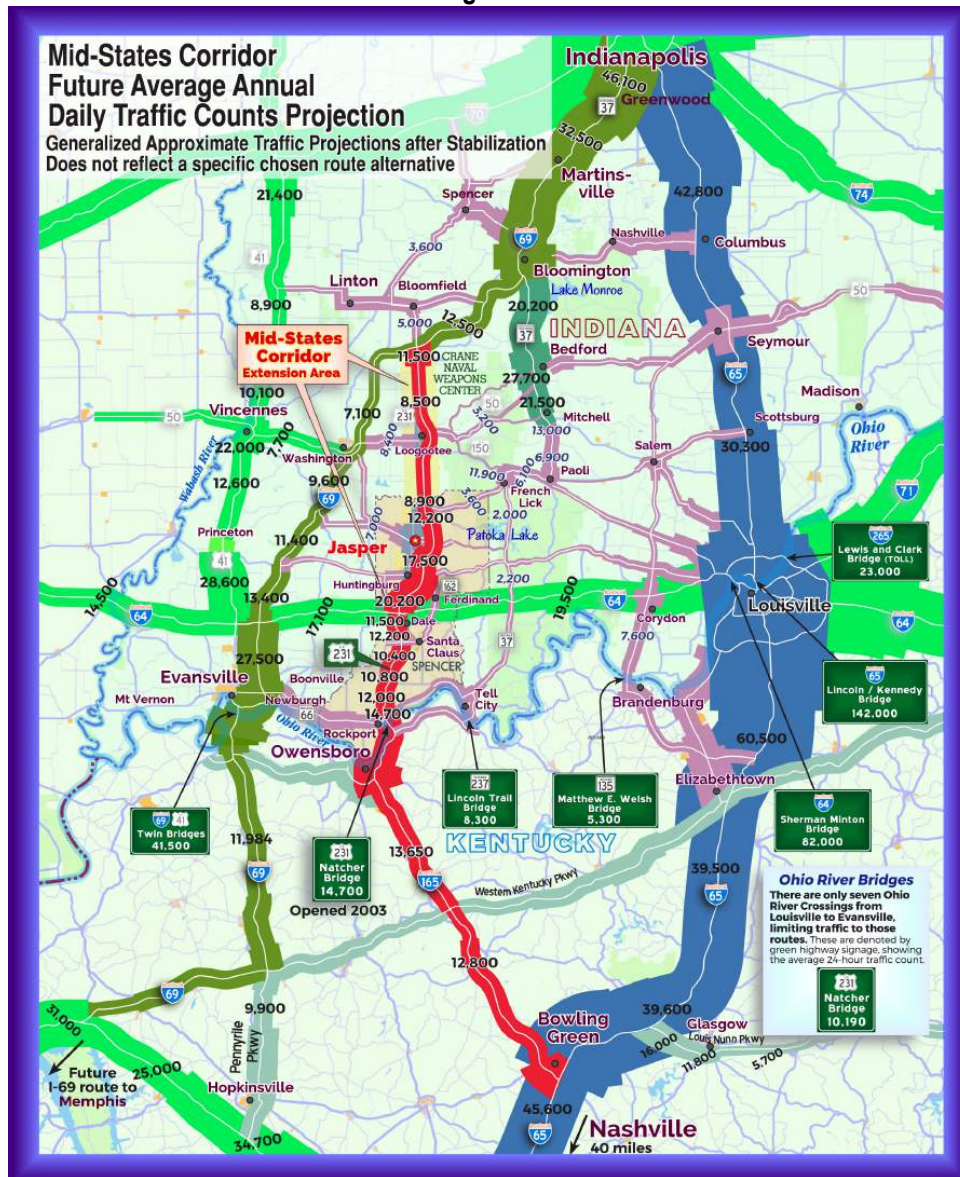 Mid-States Corridor
Future Average Annual
Daily Traffic Counts Projection
Generalized Approximate Traffic Projections after Stabilization
Does not reflect a specific chosen route alternative
Indianapolis
46,100
37
Greenwood
32,500
Martins-
ville
70
21,400
Spencer
42,800
74
41
3,600
69
Nashville
Columbus
Bloomington
Lake Monroe
Linton
Bloomfield
8,900
5,000
12,500
20,200
50
Mid-States
Corridor
Extension Area
37
INDIANA
Seymour
11,500
CRANE
NAVAL
WEAPONS
CENTER
Bedford
27,700
65
10,100
8,500
21,500
Madison
50
Vincennes
7,100
231
3,200
50
Mitchell
Scottsburg
Ohio
River
22,000
7,700
8,400
Loogootee
150
13,000
Salem
30,300
Washington
6,900
Wabash River
12,600
9,600
11,900
6,100
Paoli
69
French
Lick
71
8,900
3,600
12,200
2,000
Princeton
7,000
Patoka Lake
265
Lewis and Clark
Bridge (TOLL)
23,000
11,400
Jasper
41
17,500
28,600
Huntingburg
2,200
14,500
13,400
162
20,200
Ferdinand
19,500
64
Louisville
64
17,100
11,500
Dale
Corydon
64
12,200
Santa
Claus
7,600
231
10,400
37
27,500
SPENCER
65
Lincoln / Kennedy
Bridge
142,000
Evansville
Boonville
10,800
Tell
City
Mt Vernon
Newburgh
12,000
Brandenburg
66
14,700
Ohio River
Rockport
60,500
Owensboro
Elizabethtown
237
Lincoln Trail
Bridge
8,300
135
Matthew E. Welsh
Bridge
5,300
64
Sherman Minton
Bridge
82,000
69 41
Twin Bridges
41,500
11,984
231
Natcher
Bridge
14,700
Opened 2003
13,650
KENTUCKY
69
165
39,500
Western Kentucky Pkwy
65
Ohio River Bridges
There are only seven Ohio
River Crossings from
Louisville to Evansville,
limiting traffic to those
routes. These are denoted by
green highway signage, showing
the average 24-hour traffic count.
231
Natcher
Bridge
10,190
12,800
69
9,900
39,600
31,000
Bowling
Green
Glasgow
Louis Nunn Pkwy
16,000
11,800
5,700
Pennyrile
Pkwy
25,000
Future
I-69 route to
Memphis
Hopkinsville
45,600
34,700
65
Nashville
40 miles